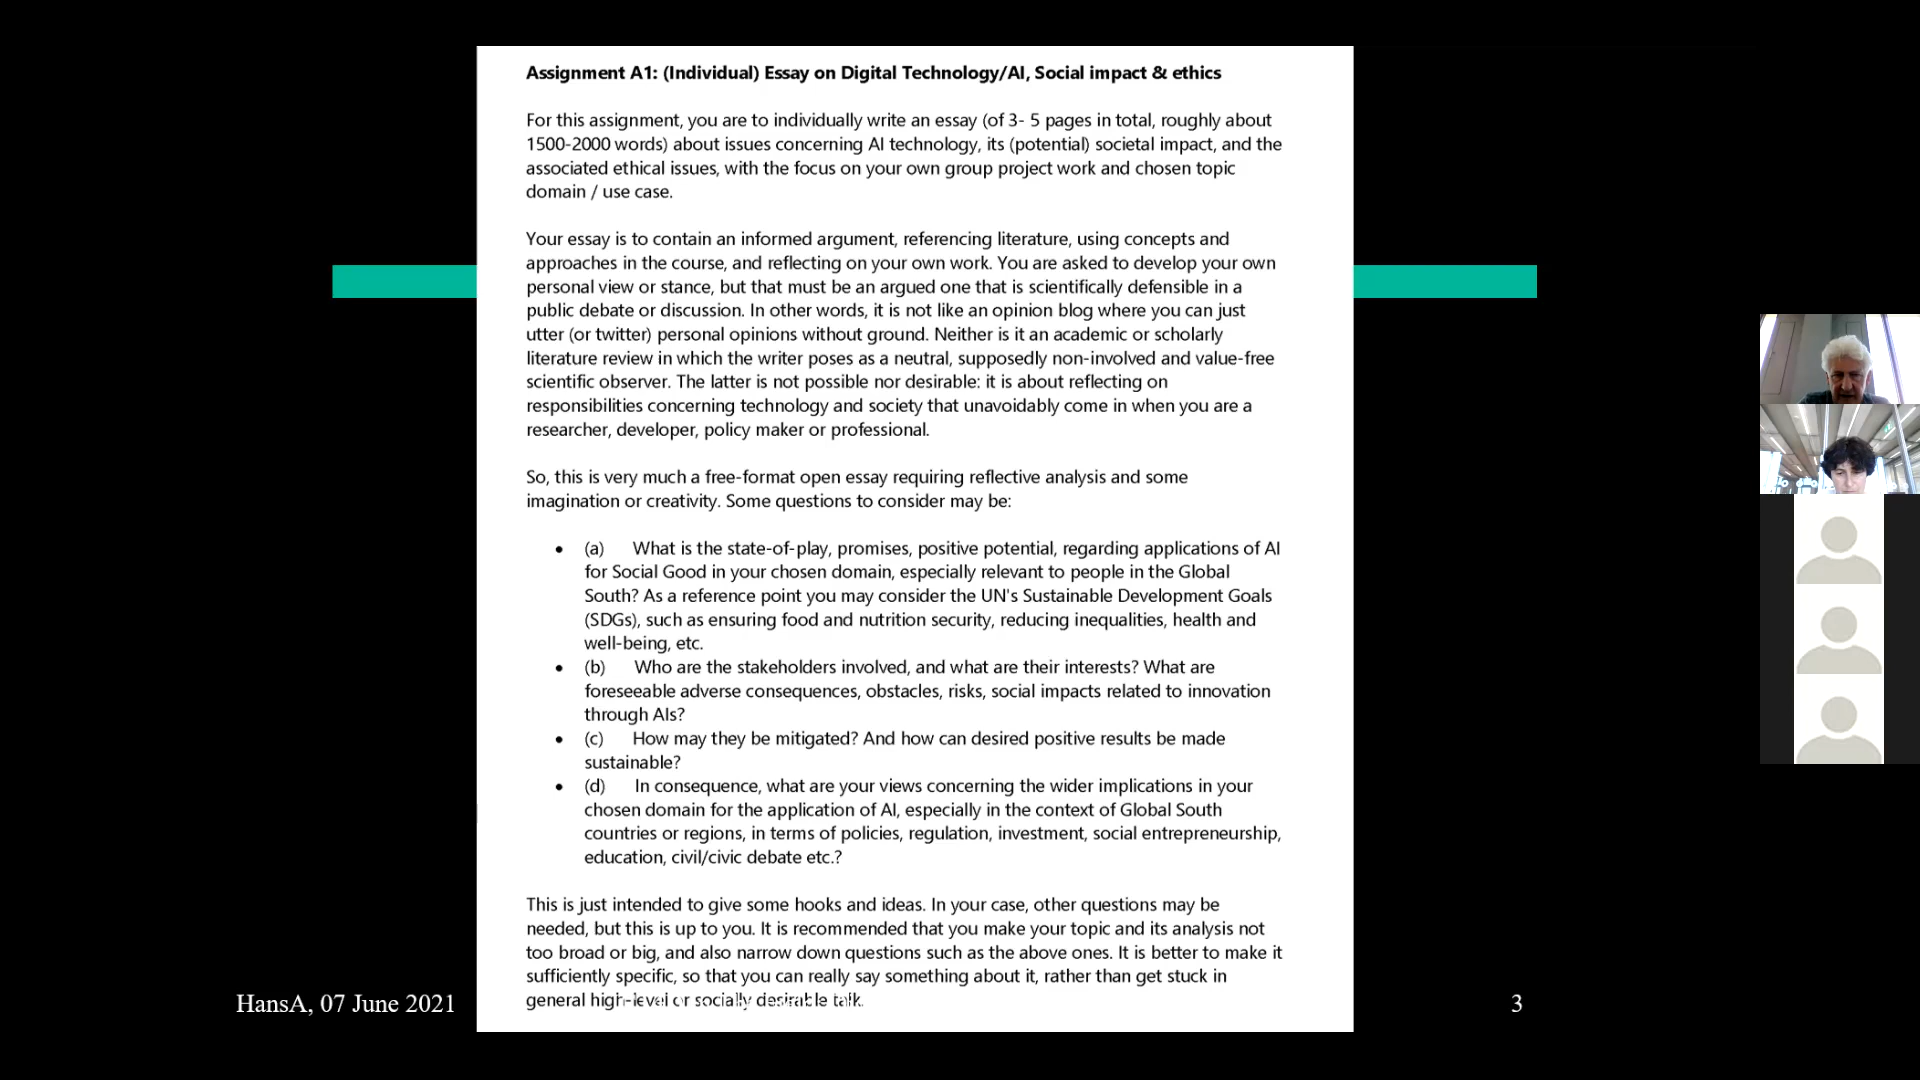 Assignment A1: (Individual) Essay on Digital Technology/AI, Social impact & ethics
For this assignment, you are to individually write an essay (of 3- 5 pages in total, roughly about
1500-2000 words) about issues concerning AI technology, its (potential) societal impact, and the
associated ethical issues, with the focus on your own group project work and chosen topic
domain / use case.
Your essay is to contain an informed argument, referencing literature, using concepts and
approaches in the course, and reflecting on your own work. You are asked to develop your own
personal view or stance, but that must be an argued one that is scientifically defensible in a
public debate or discussion. In other words, it is not like an opinion blog where you can just
utter (or twitter) personal opinions without ground. Neither is it an academic or scholarly
literature review in which the writer poses as a neutral, supposedly non-involved and value-free
scientific observer. The latter is not possible nor desirable: it is about reflecting on
responsibilities concerning technology and society that unavoidably come in when you are a
researcher, developer, policy maker or professional.
So, this is very much a free-format open essay requiring reflective analysis and some
imagination or creativity. Some questions to consider may be:
• (a) What is the state-of-play, promises, positive potential, regarding applications of AI
for Social Good in your chosen domain, especially relevant to people in the Global
South? As a reference point you may consider the UN's Sustainable Development Goals
(SDGs), such as ensuring food and nutrition security, reducing inequalities, health and
well-being, etc.
• (b) Who are the stakeholders involved, and what are their interests? What are
foreseeable adverse consequences, obstacles, risks, social impacts related to innovation
through AIs?
• (c) How may they be mitigated? And how can desired positive results be made
sustainable?
• (d) In consequence, what are your views concerning the wider implications in your
chosen domain for the application of AI, especially in the context of Global South
countries or regions, in terms of policies, regulation, investment, social entrepreneurship,
education, civil/civic debate etc.?
This is just intended to give some hooks and ideas. In your case, other questions may be
needed, but this is up to you. It is recommended that you make your topic and its analysis not
too broad or big, and also narrow down questions such as the above ones. It is better to make it
sufficiently specific, so that you can really say something about it, rather than get stuck in
general high-level or socially desirable talk.
HansA, 07 June 2021
3